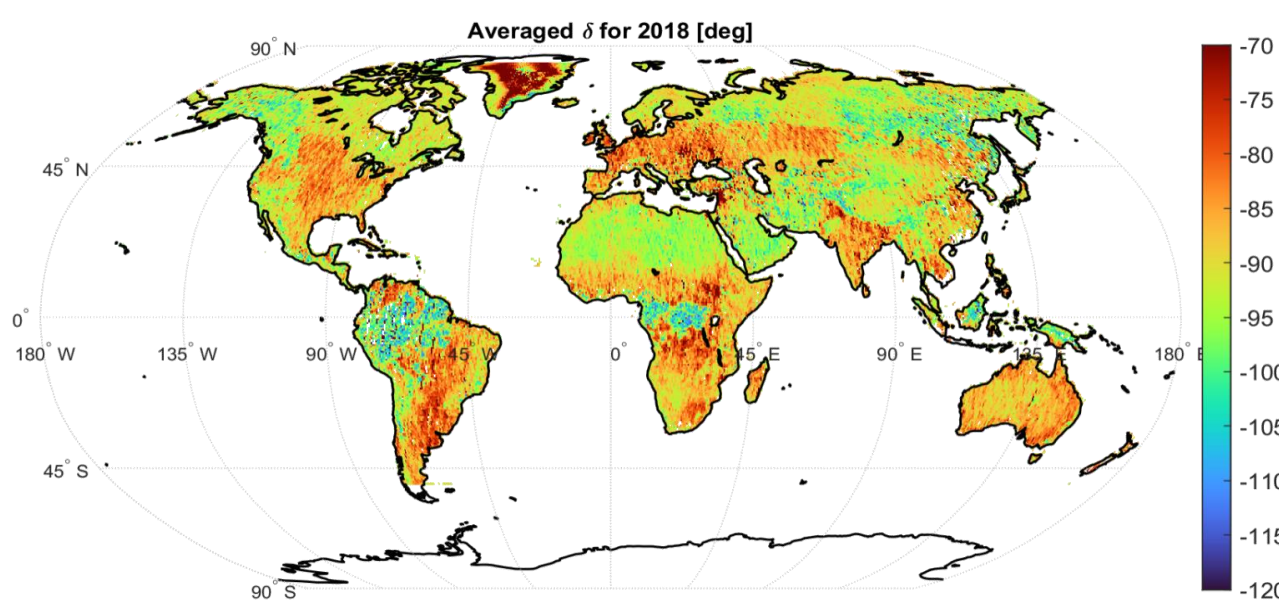 Averaged δ for 2018 [deg]
90° N
45° N
0°
180° W
135° W
90° W
45° W
0°
45° E
90° E
135° E
180° E
45° S
90° S
-70
-75
-80
-85
-90
-95
-100
-105
-110
-115
-120